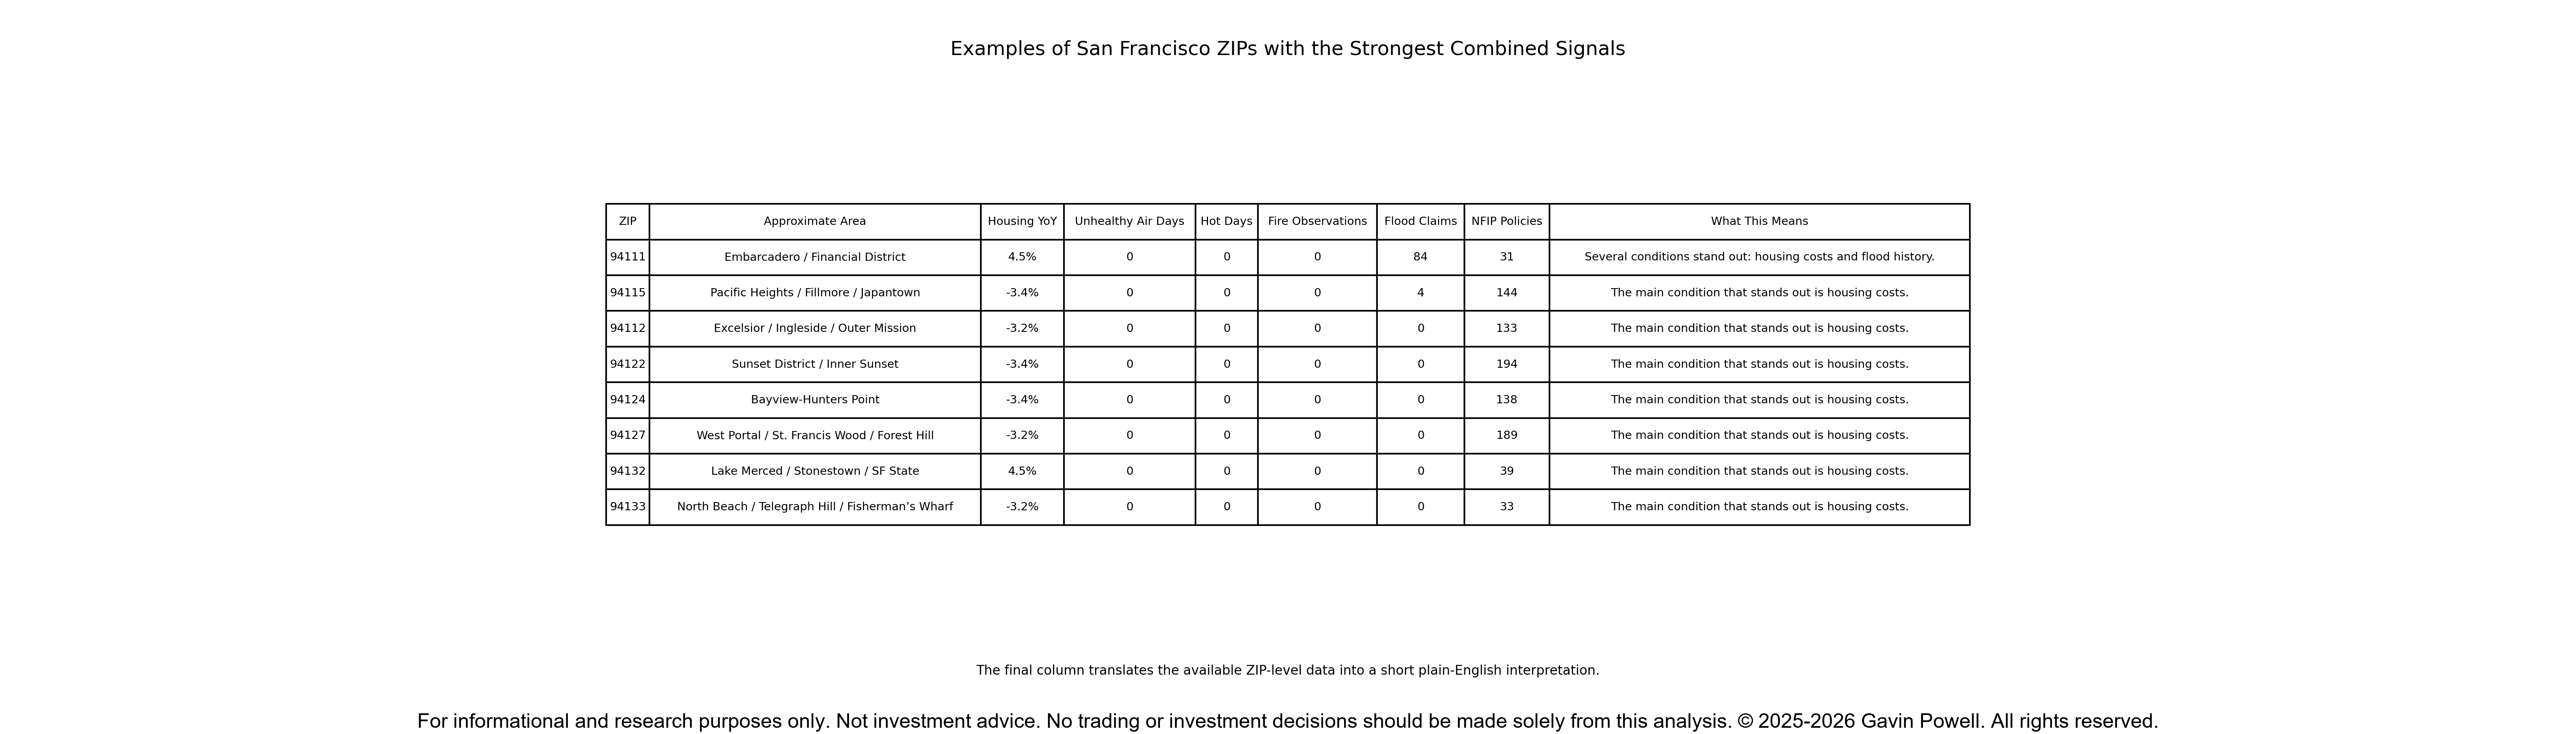 Examples of San Francisco ZIPs with the Strongest Combined Signals
ZIP Approximate Area Housing YoY Unhealthy Air Days Hot Days Fire Observations Flood Claims NFIP Policies What This Means
94111 Embarcadero / Financial District 4.5% 0 0 0 84 31 Several conditions stand out: housing costs and flood history.
94115 Pacific Heights / Fillmore / Japantown -3.4% 0 0 0 4 144 The main condition that stands out is housing costs.
94112 Excelsior / Ingleside / Outer Mission -3.2% 0 0 0 0 133 The main condition that stands out is housing costs.
94122 Sunset District / Inner Sunset -3.4% 0 0 0 0 194 The main condition that stands out is housing costs.
94124 Bayview-Hunters Point -3.4% 0 0 0 0 138 The main condition that stands out is housing costs.
94127 West Portal / St. Francis Wood / Forest Hill -3.2% 0 0 0 0 189 The main condition that stands out is housing costs.
94132 Lake Merced / Stonestown / SF State 4.5% 0 0 0 0 39 The main condition that stands out is housing costs.
94133 North Beach / Telegraph Hill / Fisherman’s Wharf -3.2% 0 0 0 0 33 The main condition that stands out is housing costs.
The final column translates the available ZIP-level data into a short plain-English interpretation.
For informational and research purposes only. Not investment advice. No trading or investment decisions should be made solely from this analysis. © 2025-2026 Gavin Powell. All rights reserved.